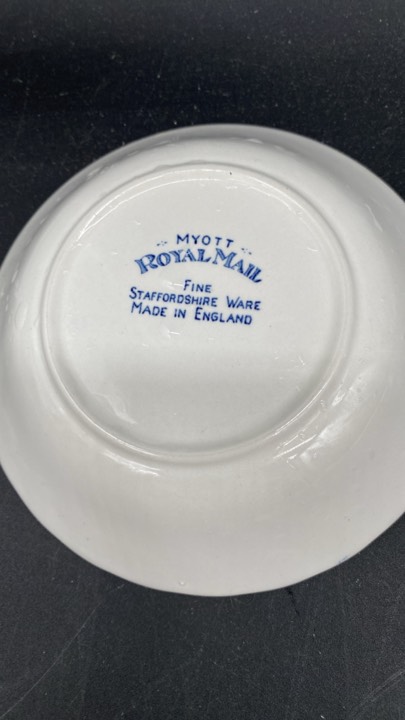 MYOTT
ROYAL MAIL
FINE
STAFFORDSHIRE WARE
MADE IN ENGLAND